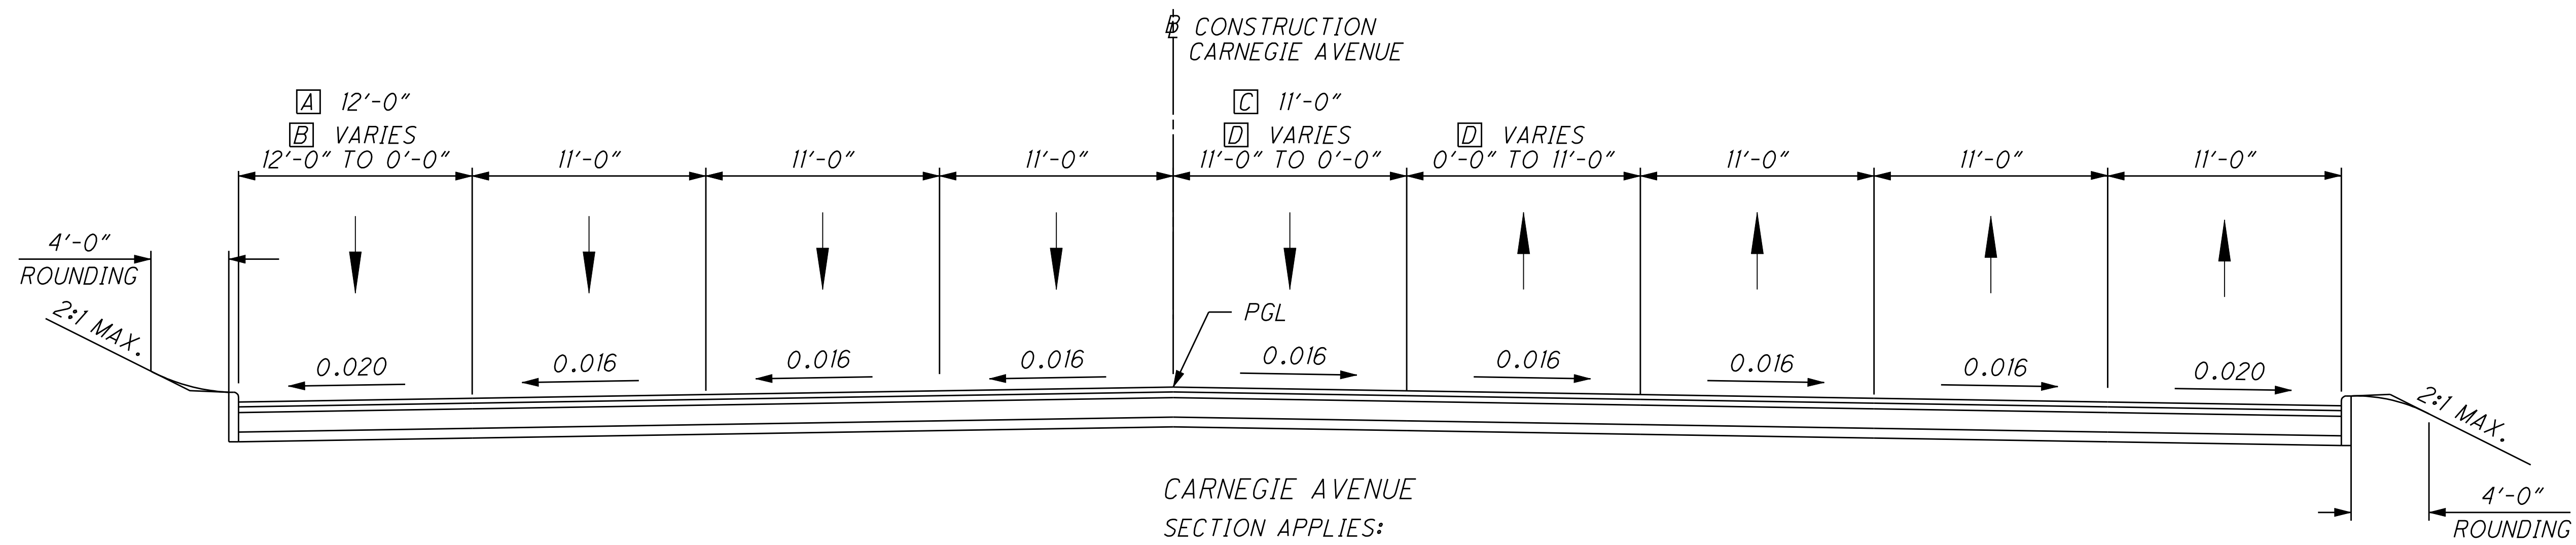 ℄ CONSTRUCTION
CARNEGIE AVENUE
A 12'-0" C 11'-0"
B VARIES D VARIES D VARIES
12'-0" TO 0'-0" 11'-0" 11'-0" 11'-0" 11'-0" TO 0'-0" 0'-0" TO 11'-0" 11'-0" 11'-0" 11'-0"
4'-0"
ROUNDING
2:1 MAX.
PGL
0.020 0.016 0.016 0.016 0.016 0.016 0.016 0.016 0.020
2:1 MAX.
CARNEGIE AVENUE
SECTION APPLIES:
4'-0"
ROUNDING